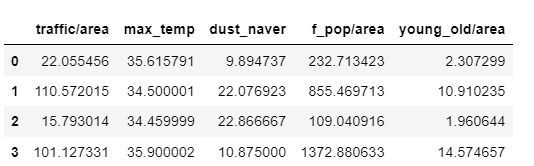 traffic/area max_temp dust_naver f_pop/area young_old/area
0 22.055456 35.615791 9.894737 232.713423 2.307299
1 110.572015 34.500001 22.076923 855.469713 10.910235
2 15.793014 34.459999 22.866667 109.040916 1.960644
3 101.127331 35.900002 10.875000 1372.880633 14.574657